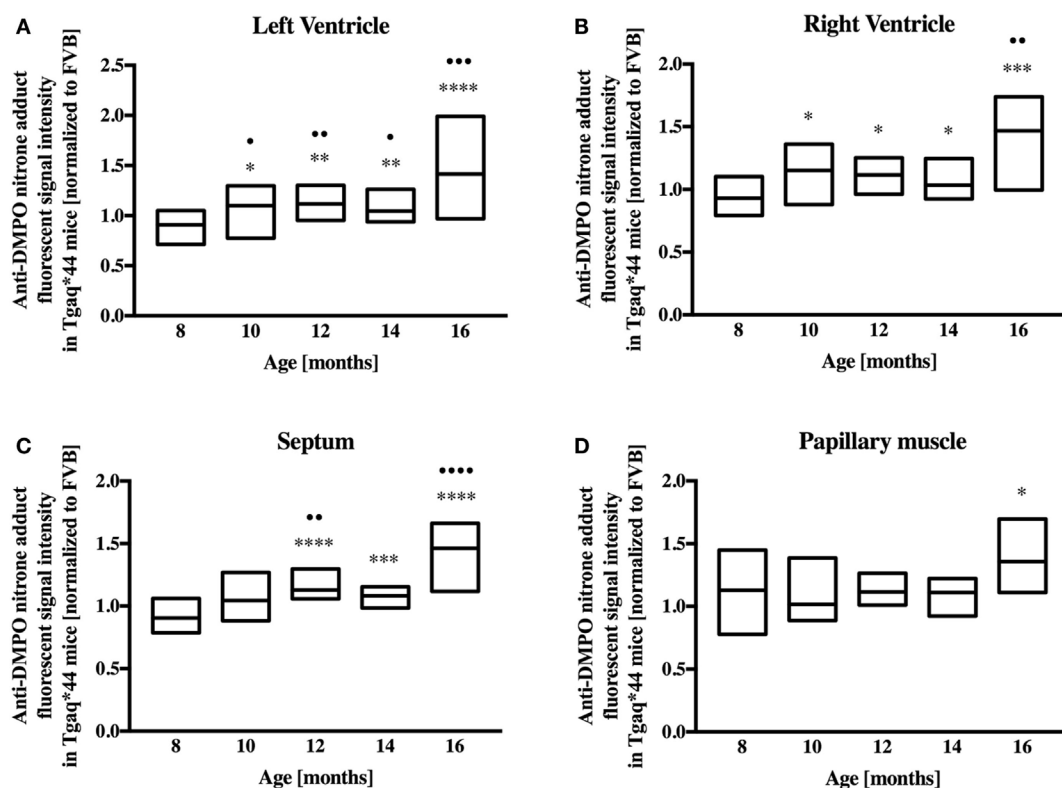 A
Left Ventricle
Anti-DMPO nitrone adduct
fluorescent signal intensity
in Tgaq*44 mice [normalized to FVB]
2.5
2.0
1.5
1.0
0.5
0.0
•
*
••
**
•
**
•••
****
8 10 12 14 16
Age [months]
B
Right Ventricle
Anti-DMPO nitrone adduct
fluorescent signal intensity
in Tgaq*44 mice [normalized to FVB]
2.0
1.5
1.0
0.5
0.0
*
*
*
••
***
8 10 12 14 16
Age [months]
C
Septum
Anti-DMPO nitrone adduct
fluorescent signal intensity
in Tgaq*44 mice [normalized to FVB]
2.0
1.5
1.0
0.5
0.0
••
****
***
••••
****
8 10 12 14 16
Age [months]
D
Papillary muscle
Anti-DMPO nitrone adduct
fluorescent signal intensity
in Tgaq*44 mice [normalized to FVB]
2.0
1.5
1.0
0.5
0.0
*
8 10 12 14 16
Age [months]